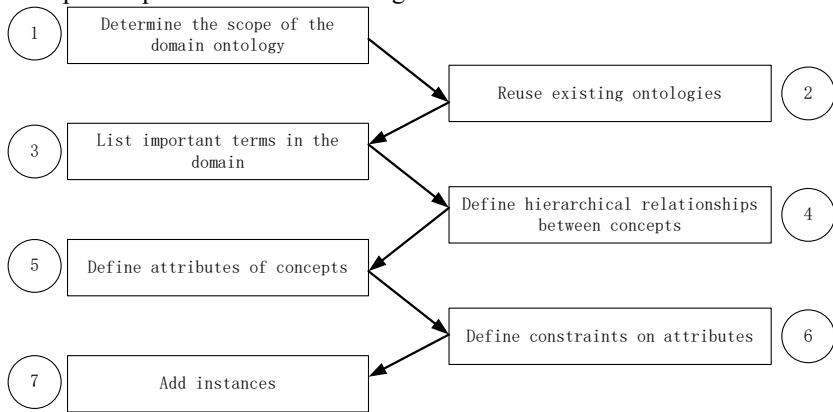 1
Determine the scope of the
domain ontology
Reuse existing ontologies
2
3
List important terms in the
domain
Define hierarchical relationships
between concepts
4
5
Define attributes of concepts
Define constraints on attributes
6
7
Add instances